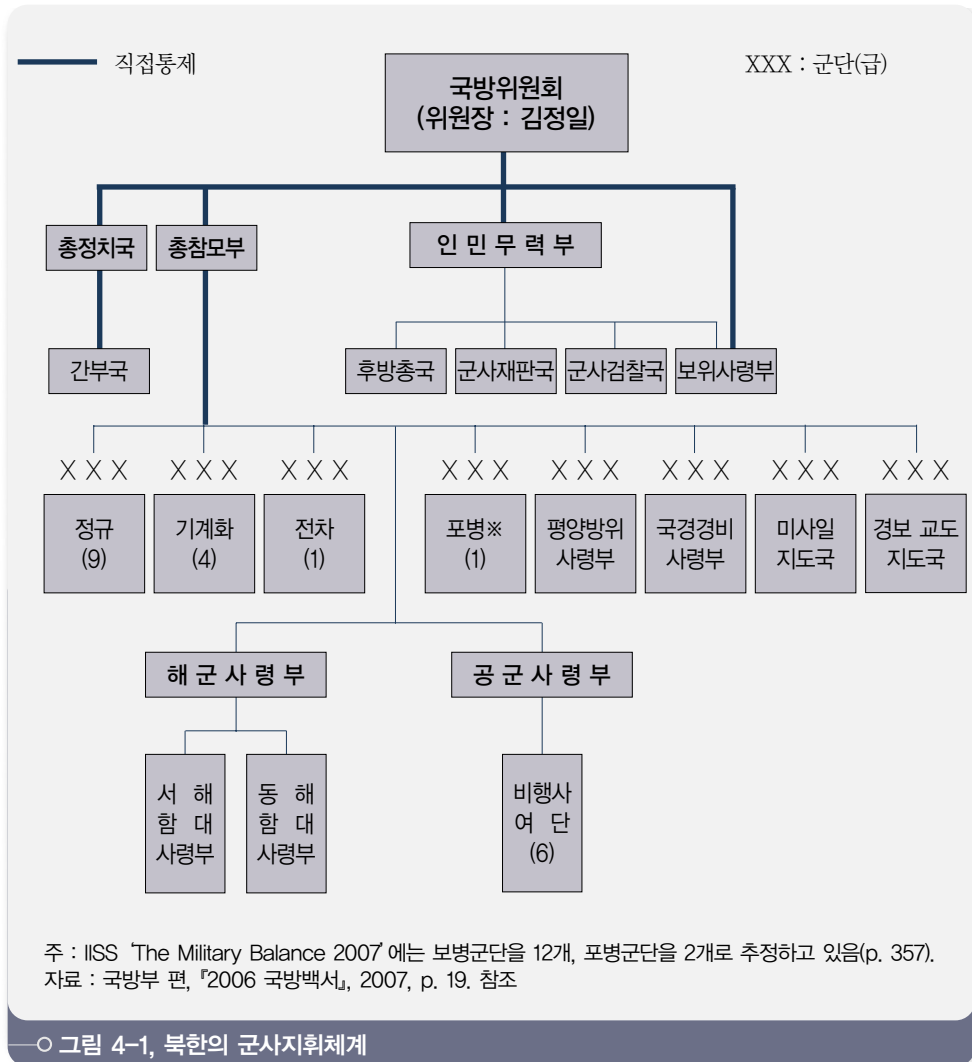 직접통제
XXX : 군단(급)
국방위원회
(위원장 : 김정일)
총정치국
총참모부
인 민 무 력 부
간부국
후방총국
군사재판국
군사검찰국
보위사령부
X X X
X X X
X X X
X X X
X X X
X X X
X X X
X X X
정규
(9)
기계화
(4)
전차
(1)
포병※
(1)
평양방위
사령부
국경경비
사령부
미사일
지도국
경보 교도
지도국
해 군 사 령 부
공 군 사 령 부
서 해
함 대
사령부
동 해
함 대
사령부
비행사
여 단
(6)
주 : IISS ‘The Military Balance 2007’에는 보병군단을 12개, 포병군단을 2개로 추정하고 있음(p. 357).
자료 : 국방부 편, 『2006 국방백서』, 2007, p. 19. 참조
그림 4-1, 북한의 군사지휘체계